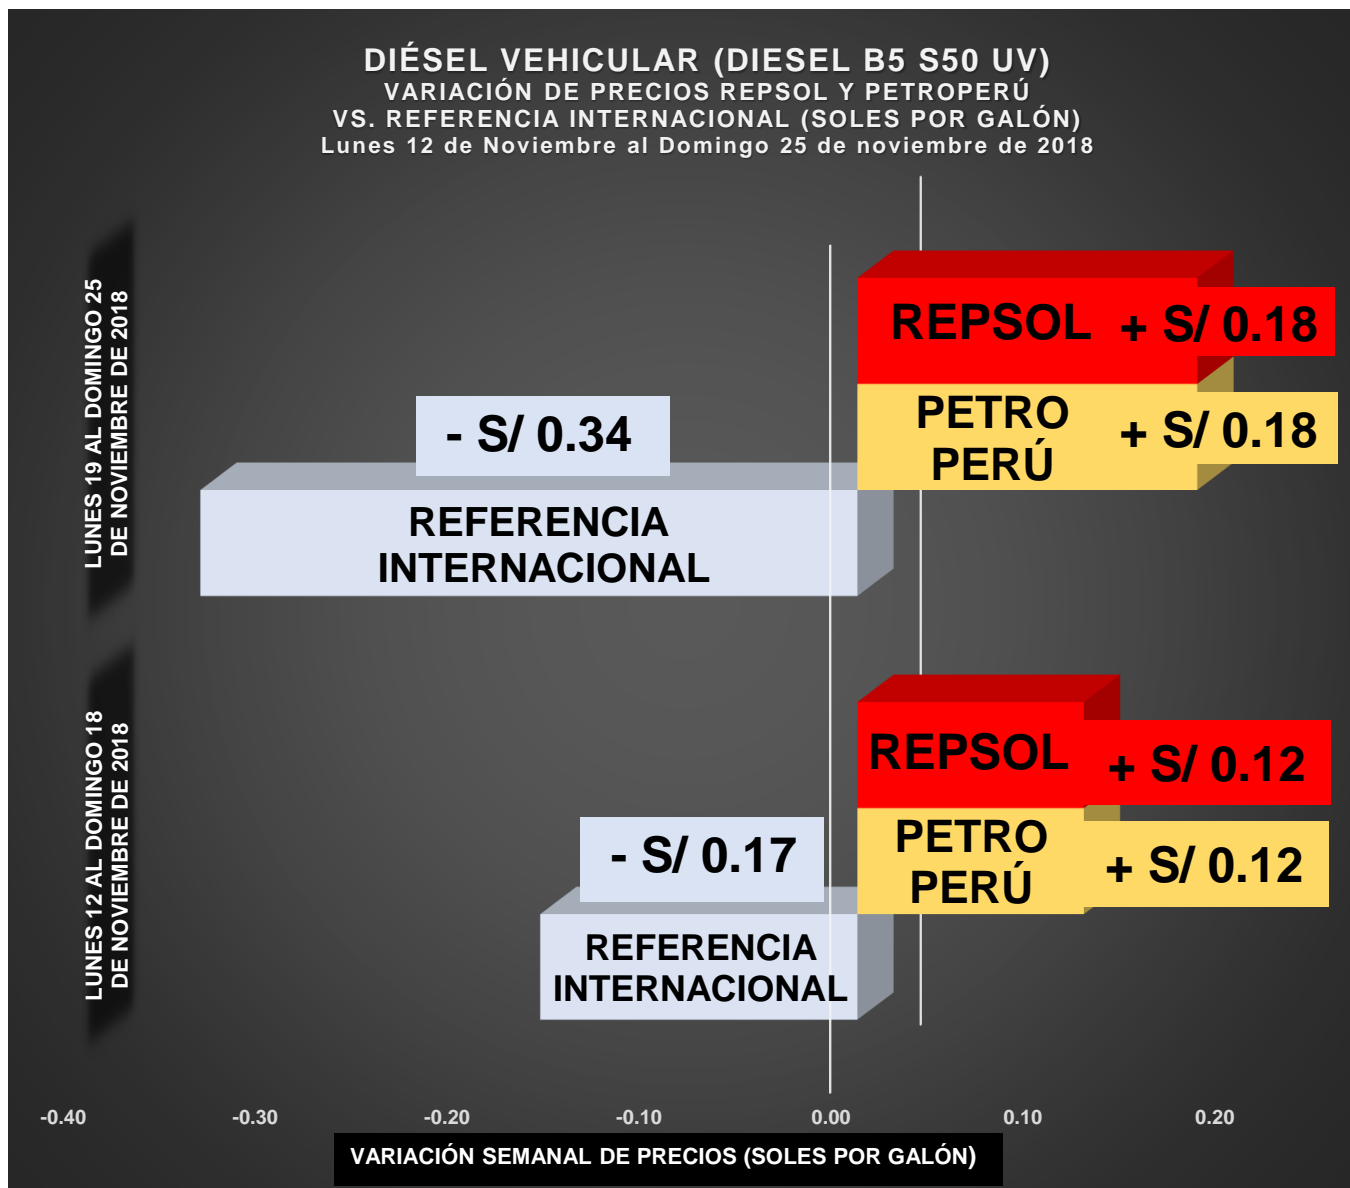 DIÉSEL VEHICULAR (DIESEL B5 S50 UV)
VARIACIÓN DE PRECIOS REPSOL Y PETROPERÚ
VS. REFERENCIA INTERNACIONAL (SOLES POR GALÓN)
Lunes 12 de Noviembre al Domingo 25 de noviembre de 2018
LUNES 19 AL DOMINGO 25
DE NOVIEMBRE DE 2018
REPSOL + S/ 0.18
PETRO
PERÚ
+ S/ 0.18
- S/ 0.34
REFERENCIA
INTERNACIONAL
LUNES 12 AL DOMINGO 18
DE NOVIEMBRE DE 2018
REPSOL + S/ 0.12
PETRO
PERÚ
+ S/ 0.12
- S/ 0.17
REFERENCIA
INTERNACIONAL
-0.40 -0.30 -0.20 -0.10 0.00 0.10 0.20
VARIACIÓN SEMANAL DE PRECIOS (SOLES POR GALÓN)